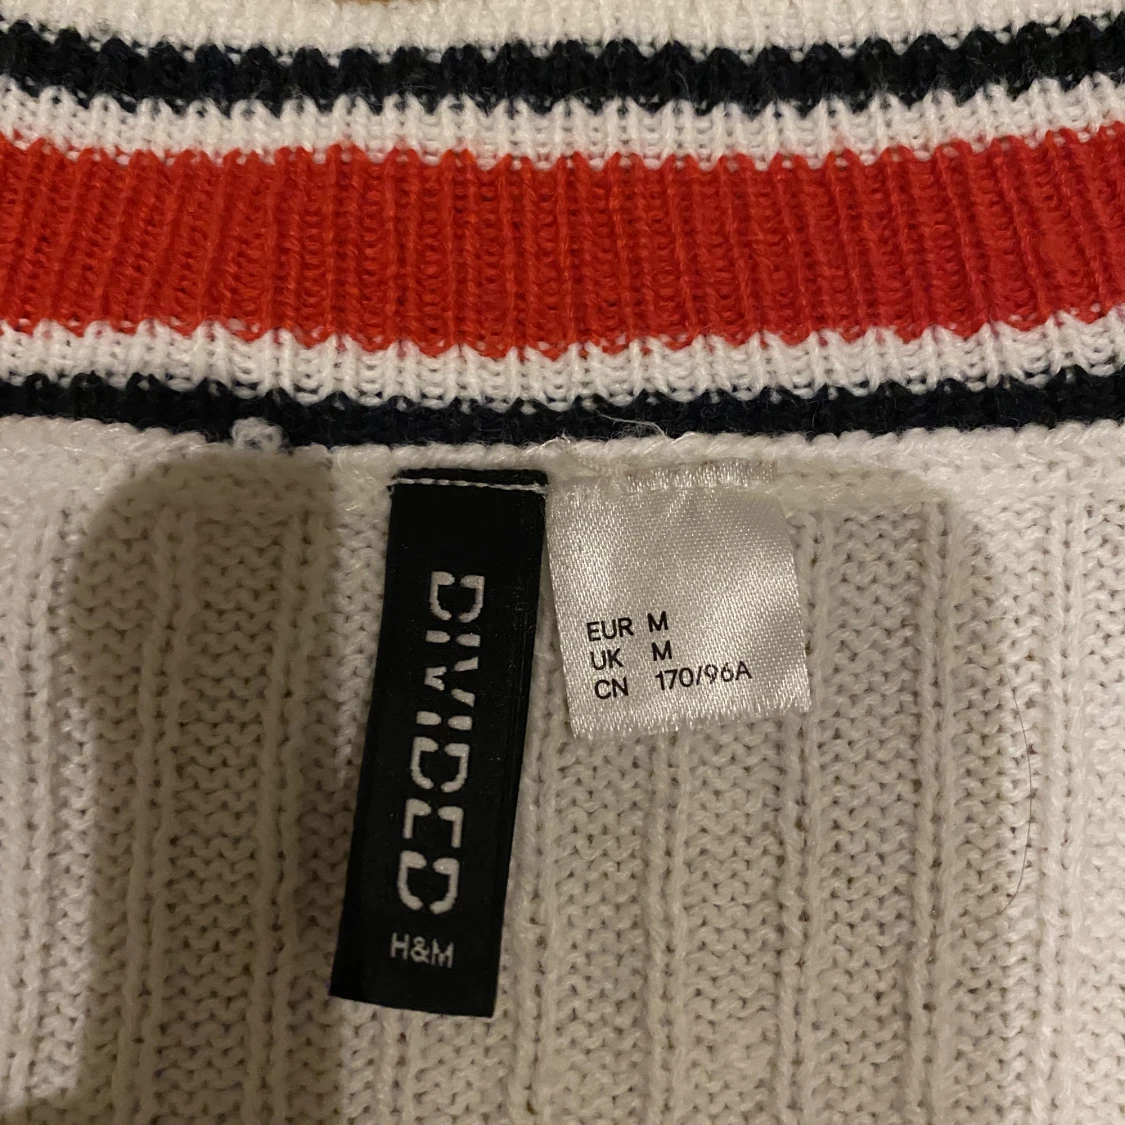 DIVIDED
H&M
EUR M
UK M
CN 170/96A